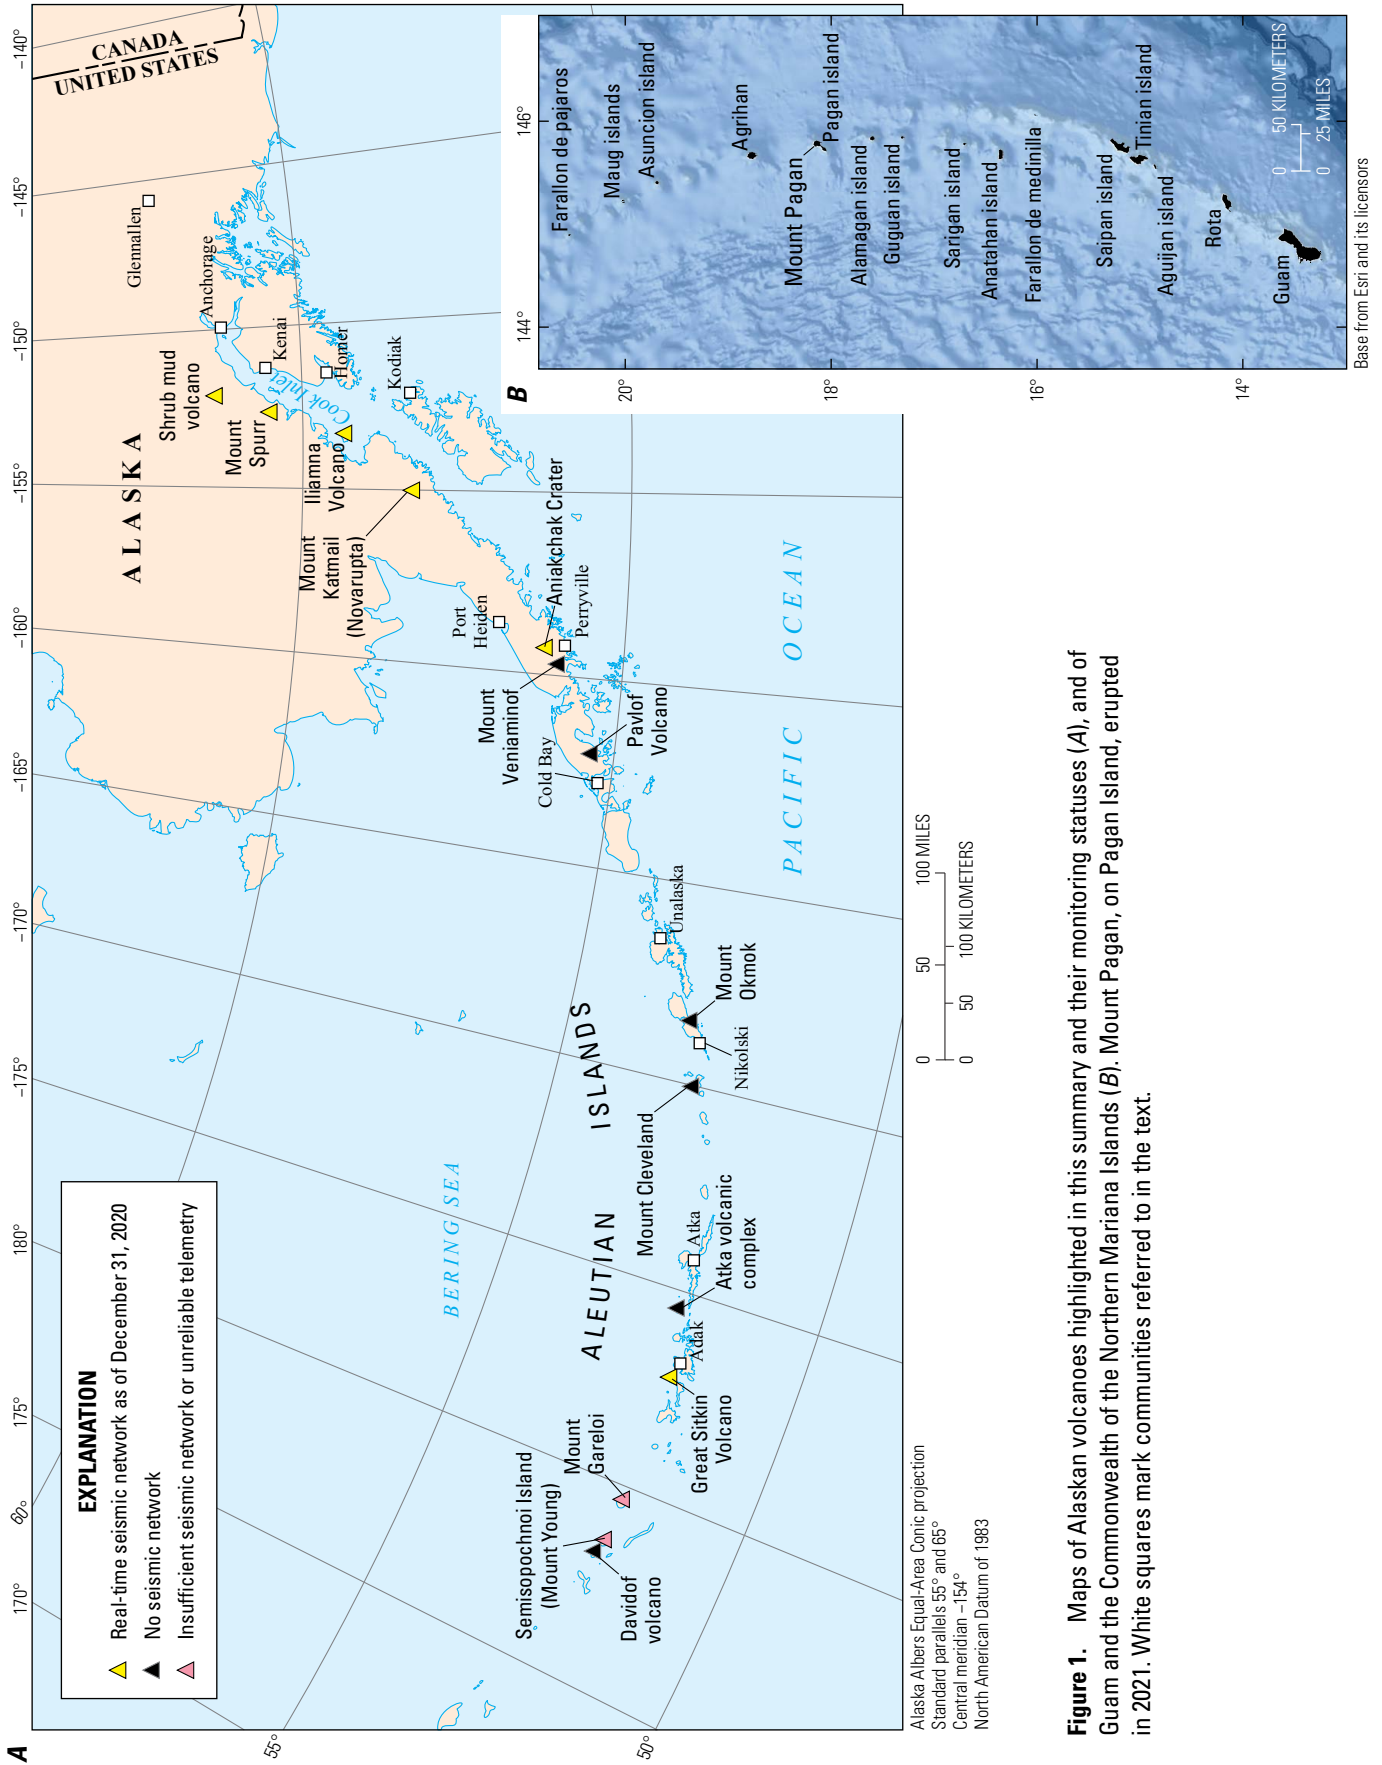 A
−140°
−145°
−150°
−155°
−160°
−165°
−170°
−175°
180°
175°
60°
170°
55°
50°
CANADA
UNITED STATES
ALASKA
Glennallen
Anchorage
Kenai
Homer
Kodiak
Cook Inlet
Shrub mud
volcano
Mount
Spurr
Iliamna
Volcano
Mount
Katmail
(Novarupta)
Aniakchak Crater
Port
Heiden
Perryville
Mount
Veniaminof
Pavlof
Volcano
Cold Bay
Unalaska
Mount
Okmok
Nikolski
Mount Cleveland
Atka
Atka volcanic
complex
Adak
Great Sitkin
Volcano
Mount
Gareloi
Semisopochnoi Island
(Mount Young)
Davidof
volcano
ALEUTIAN ISLANDS
BERING SEA
PACIFIC OCEAN
EXPLANATION
Real-time seismic network as of December 31, 2020
No seismic network
Insufficient seismic network or unreliable telemetry
0 50 100 MILES
0 50 100 KILOMETERS
Alaska Albers Equal-Area Conic projection
Standard parallels 55° and 65°
Central meridian −154°
North American Datum of 1983
B
144°
146°
20°
18°
16°
14°
Farallon de pajaros
Maug islands
Asuncion island
Agrihan
Mount Pagan
Pagan island
Alamagan island
Guguan island
Sarigan island
Anatahan island
Farallon de medinilla
Saipan island
Tinian island
Aguijan island
Rota
Guam
0 50 KILOMETERS
0 25 MILES
Base from Esri and its licensors
Figure 1. Maps of Alaskan volcanoes highlighted in this summary and their monitoring statuses (A), and of
Guam and the Commonwealth of the Northern Mariana Islands (B). Mount Pagan, on Pagan Island, erupted
in 2021. White squares mark communities referred to in the text.